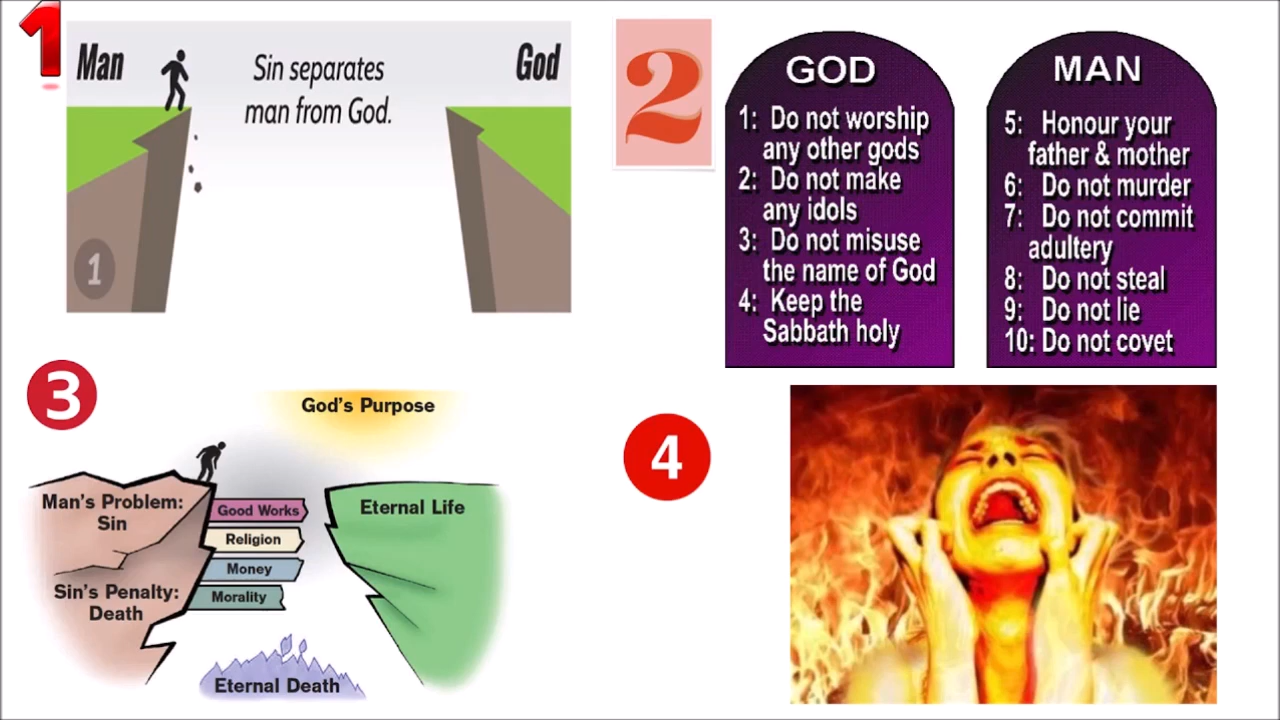 1
Man
Sin separates
man from God.
God
1
2
GOD
1: Do not worship
any other gods
2: Do not make
any idols
3: Do not misuse
the name of God
4: Keep the
Sabbath holy
MAN
5: Honour your
father & mother
6: Do not murder
7: Do not commit
adultery
8: Do not steal
9: Do not lie
10: Do not covet
3
God's Purpose
Man's Problem:
Sin
Sin's Penalty:
Death
Good Works
Religion
Money
Morality
Eternal Life
Eternal Death
4